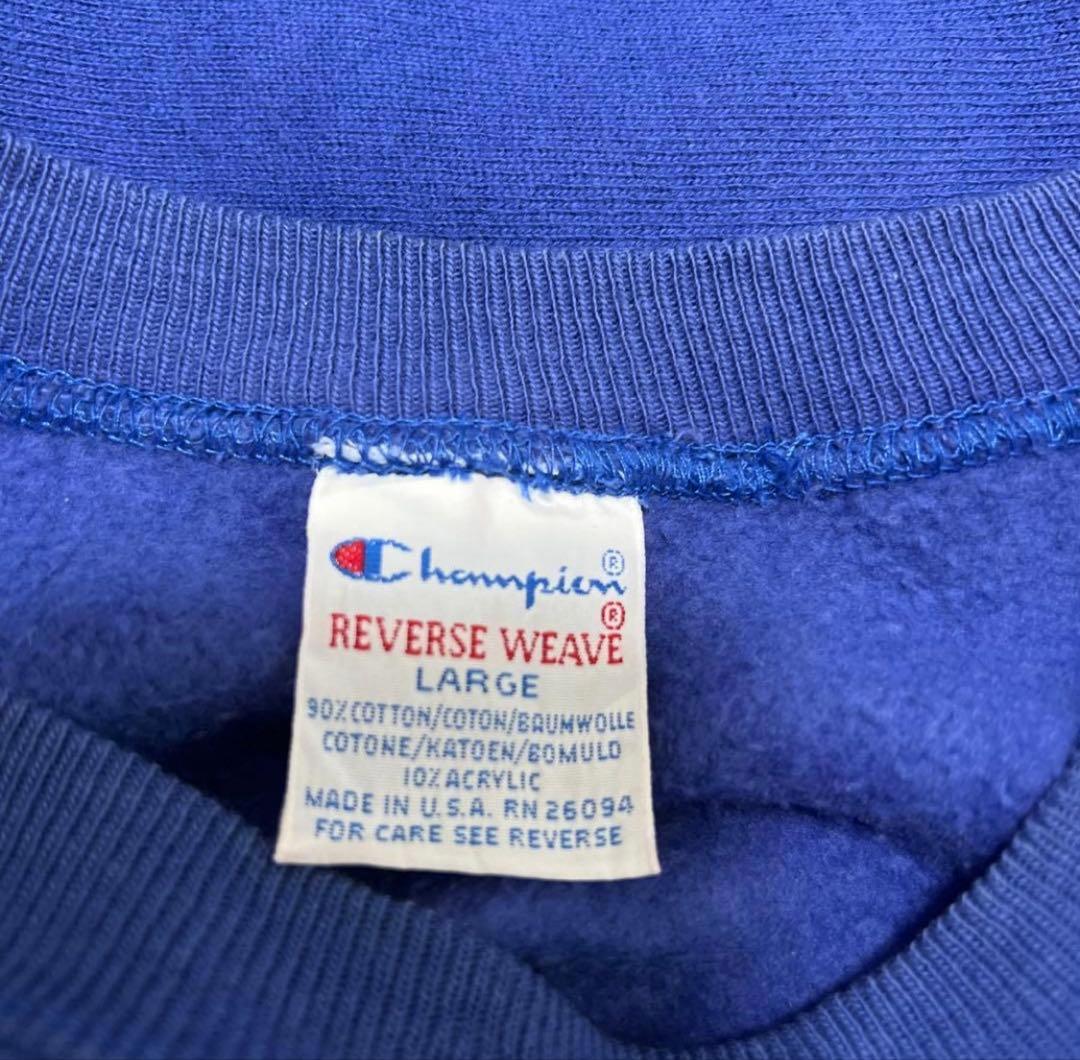 Champion®
REVERSE WEAVE®
LARGE
90% COTTON/COTON/BAUMWOLLE
COTONE/KATOEN/BOMULD
10% ACRYLIC
MADE IN U.S.A. RN 26094
FOR CARE SEE REVERSE